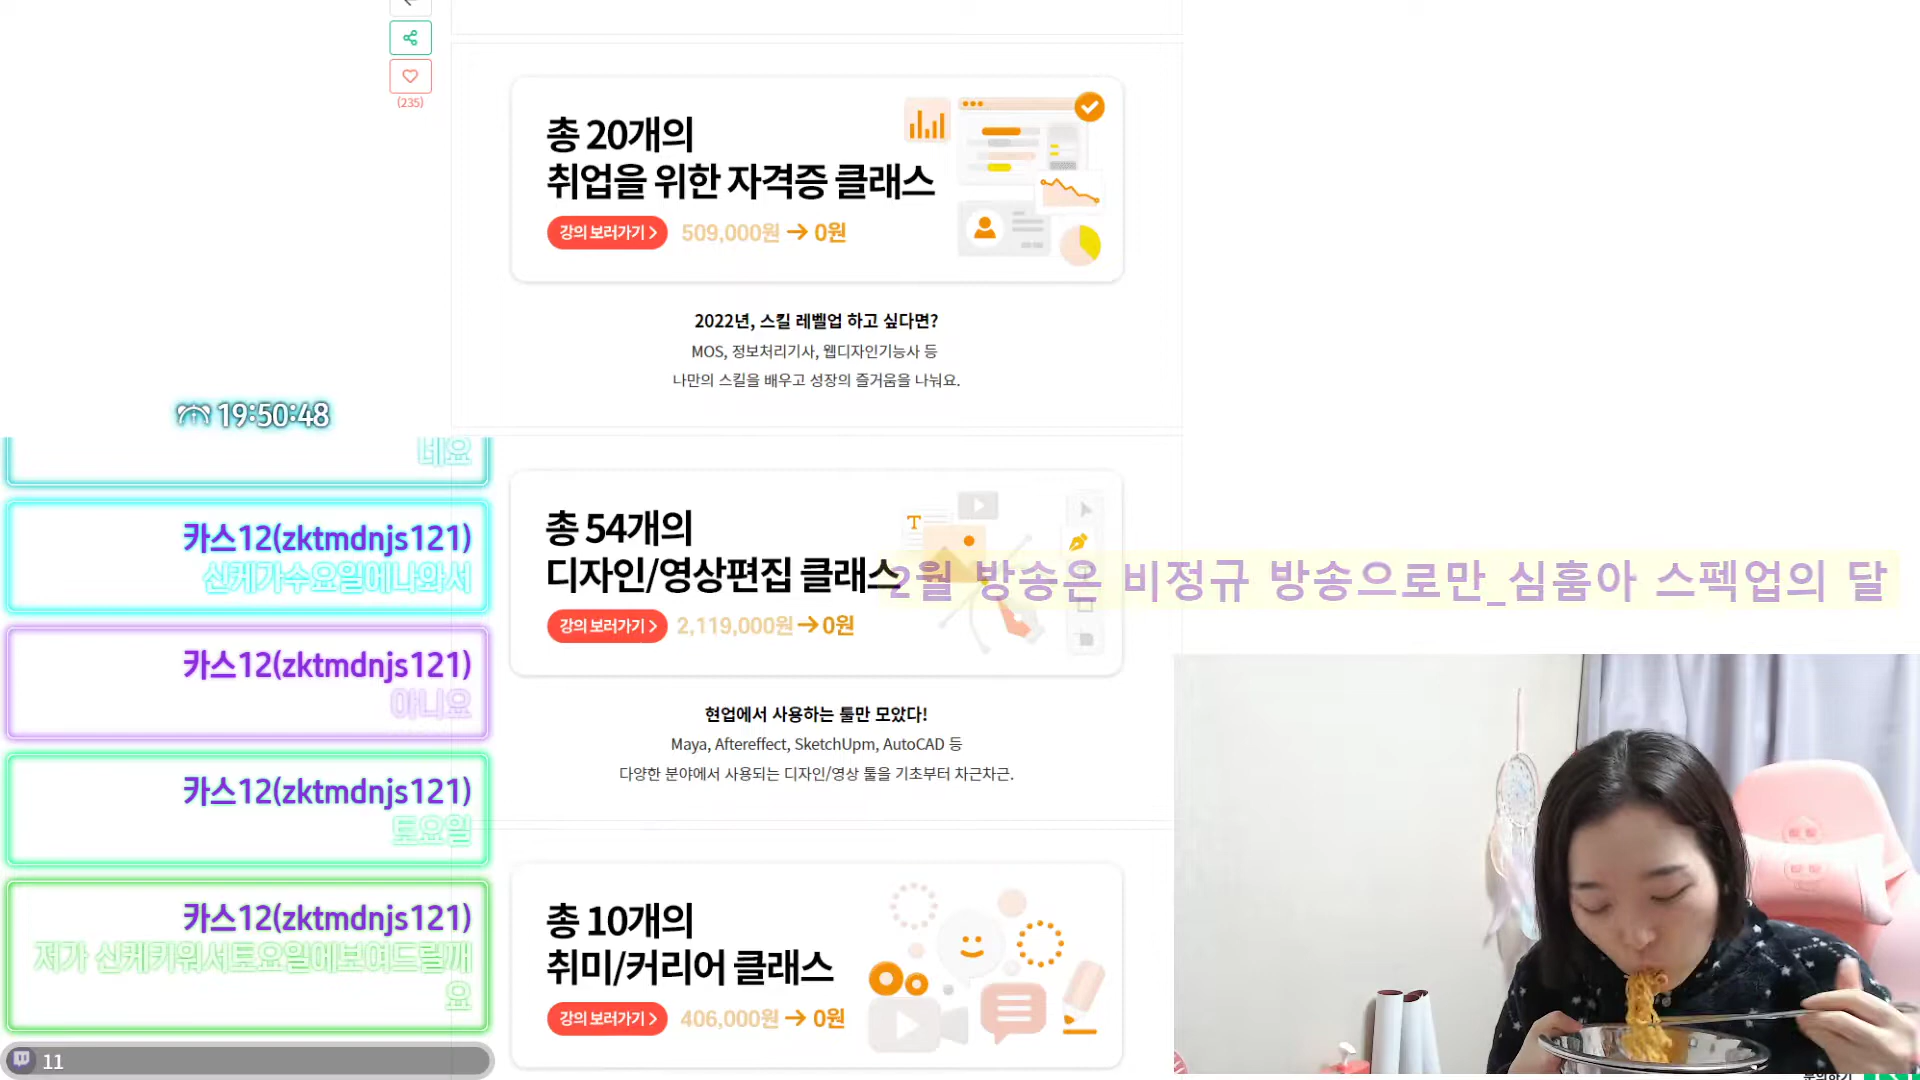 (235)
총 20개의
취업을 위한 자격증 클래스
강의 보러가기 >
509,000원 → 0원
2022년, 스킬 레벨업 하고 싶다면?
MOS, 정보처리기사, 웹디자인기능사 등
나만의 스킬을 배우고 성장의 즐거움을 나눠요.
19:50:48
네요
카스12(zktmdnjs121)
신케가수요일에나와서
카스12(zktmdnjs121)
아니요
카스12(zktmdnjs121)
토요일
카스12(zktmdnjs121)
저가 신케키워서토요일에보여드릴깨
요
11
총 54개의
디자인/영상편집 클래스
강의 보러가기 >
2,119,000원 → 0원
T
2월 방송은 비정규 방송으로만_심훔아 스펙업의 달
현업에서 사용하는 툴만 모았다!
Maya, Aftereffect, SketchUpm, AutoCAD 등
다양한 분야에서 사용되는 디자인/영상 툴을 기초부터 차근차근.
총 10개의
취미/커리어 클래스
강의 보러가기 >
406,000원 → 0원